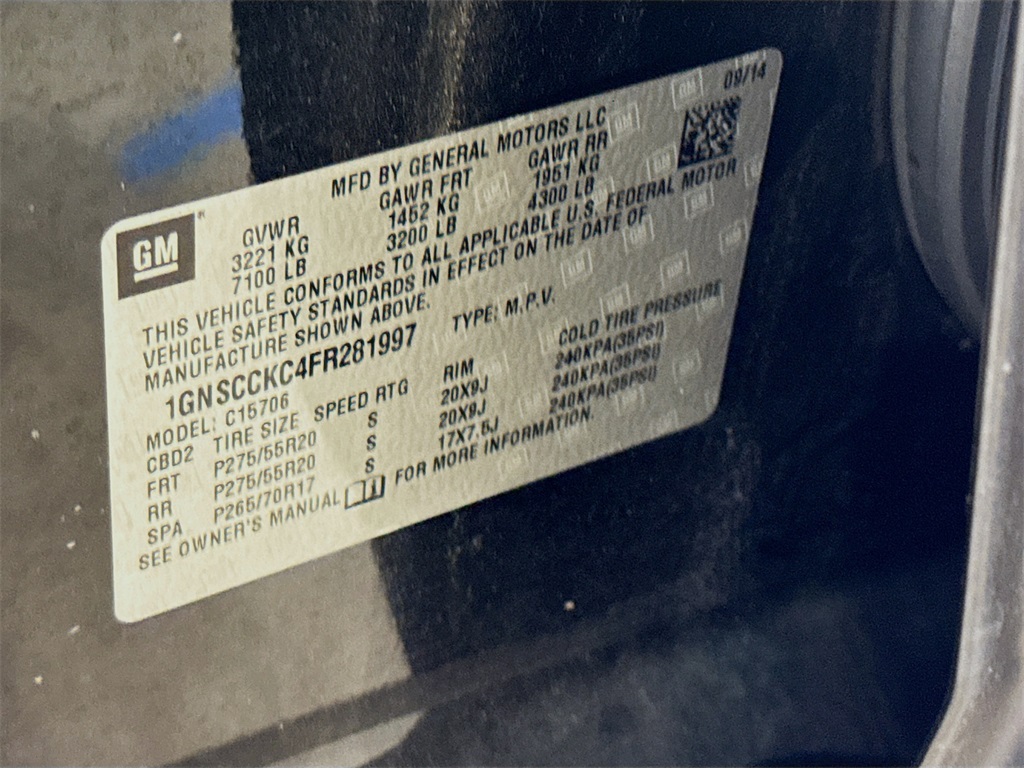 09/14
MFD BY GENERAL MOTORS LLC
GM®
GVWR GAWR FRT GAWR RR
3221 KG 1452 KG 1951 KG
7100 LB 3200 LB 4300 LB
THIS VEHICLE CONFORMS TO ALL APPLICABLE U.S. FEDERAL MOTOR
VEHICLE SAFETY STANDARDS IN EFFECT ON THE DATE OF
MANUFACTURE SHOWN ABOVE.
1GNSCCKC4FR281997 TYPE: M.P.V.
MODEL: C15706
CBD2 TIRE SIZE SPEED RTG RIM COLD TIRE PRESSURE
FRT P275/55R20 S 20X9J 240KPA(35PSI)
RR P275/55R20 S 20X9J 240KPA(35PSI)
SPA P265/70R17 S 17X7.5J 240KPA(35PSI)
SEE OWNER'S MANUAL FOR MORE INFORMATION.